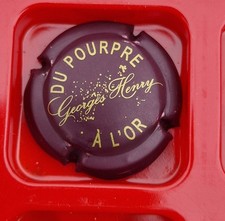 DU POURPRE
Georges Henry
À L'OR